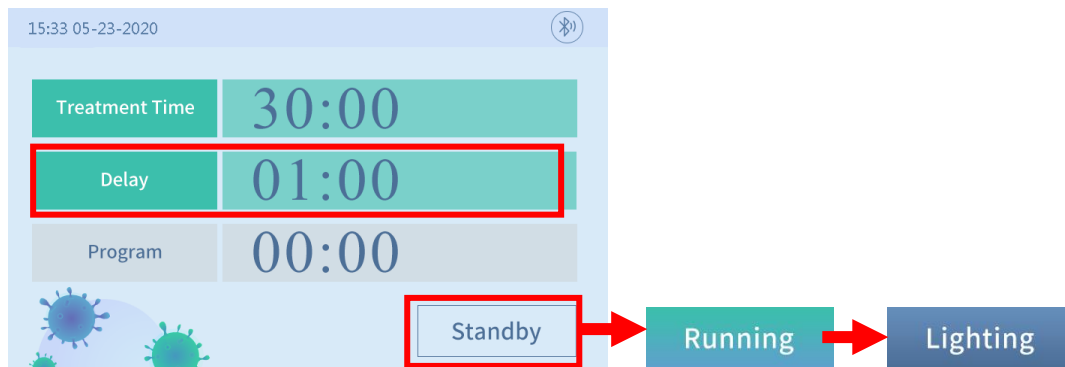 15:33 05-23-2020
Treatment Time 30:00
Delay 01:00
Program 00:00
Standby Running Lighting